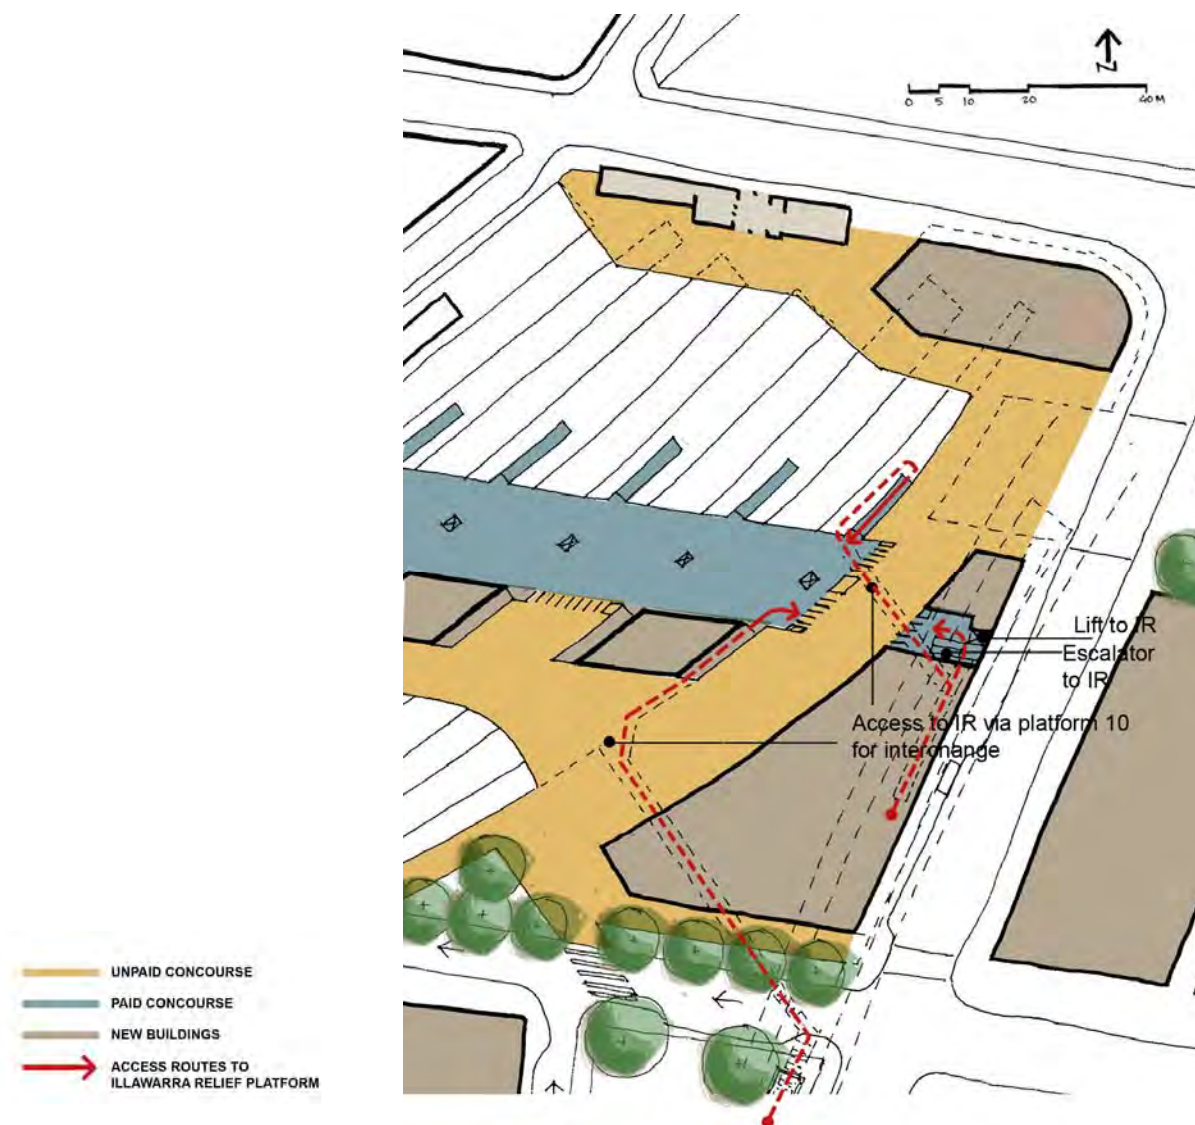 N
0 5 10 20 40M
Lift to IR
Escalator
to IR
Access to IR via platform 10
for interchange
UNPAID CONCOURSE
PAID CONCOURSE
NEW BUILDINGS
ACCESS ROUTES TO
ILLAWARRA RELIEF PLATFORM